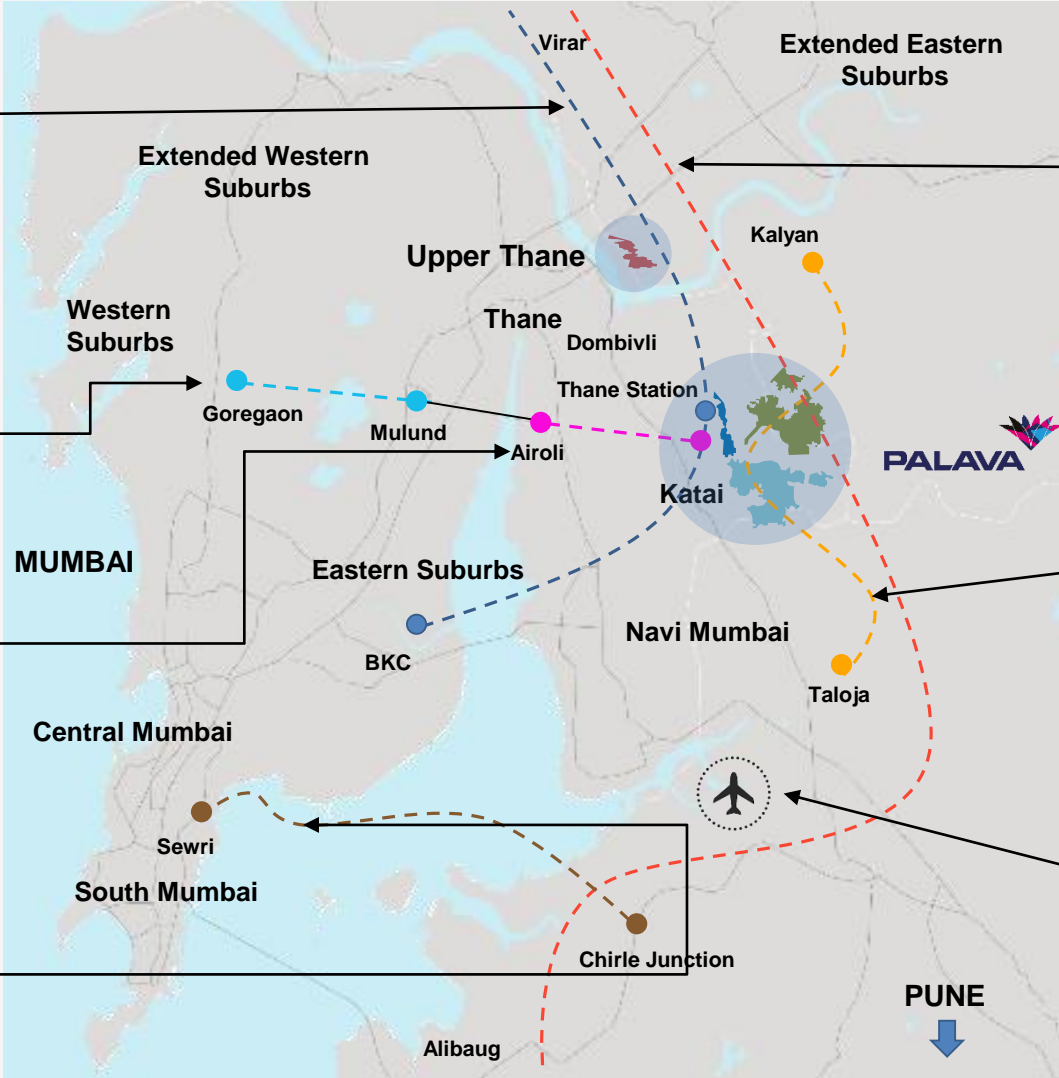 Virar
Extended Eastern
Suburbs
Extended Western
Suburbs
Kalyan
Upper Thane
Western
Suburbs
Thane
Dombivli
Thane Station
Goregaon
Mulund
Airoli
PALAVA
Katai
MUMBAI
Eastern Suburbs
Navi Mumbai
BKC
Taloja
Central Mumbai
Sewri
South Mumbai
Chirle Junction
PUNE
Alibaug